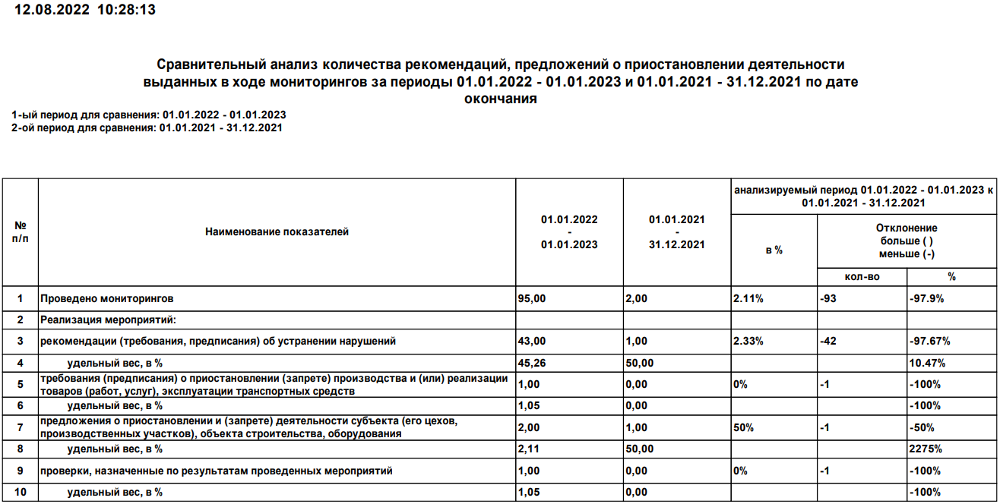 12.08.2022 10:28:13
Сравнительный анализ количества рекомендаций, предложений о приостановлении деятельности
выданных в ходе мониторингов за периоды 01.01.2022 - 01.01.2023 и 01.01.2021 - 31.12.2021 по дате
окончания
1-ый период для сравнения: 01.01.2022 - 01.01.2023
2-ой период для сравнения: 01.01.2021 - 31.12.2021
№
п/п
Наименование показателей
01.01.2022
-
01.01.2023
01.01.2021
-
31.12.2021
анализируемый период 01.01.2022 - 01.01.2023 к
01.01.2021 - 31.12.2021
в %
Отклонение
больше ( )
меньше (-)
кол-во %
1 Проведено мониторингов 95,00 2,00 2.11% -93 -97.9%
2 Реализация мероприятий:
3 рекомендации (требования, предписания) об устранении нарушений 43,00 1,00 2.33% -42 -97.67%
4 удельный вес, в % 45,26 50,00 10.47%
5 требования (предписания) о приостановлении (запрете) производства и (или) реализации
товаров (работ, услуг), эксплуатации транспортных средств 1,00 0,00 0% -1 -100%
6 удельный вес, в % 1,05 0,00 -100%
7 предложения о приостановлении и (запрете) деятельности субъекта (его цехов,
производственных участков), объекта строительства, оборудования 2,00 1,00 50% -1 -50%
8 удельный вес, в % 2,11 50,00 2275%
9 проверки, назначенные по результатам проведенных мероприятий 1,00 0,00 0% -1 -100%
10 удельный вес, в % 1,05 0,00 -100%